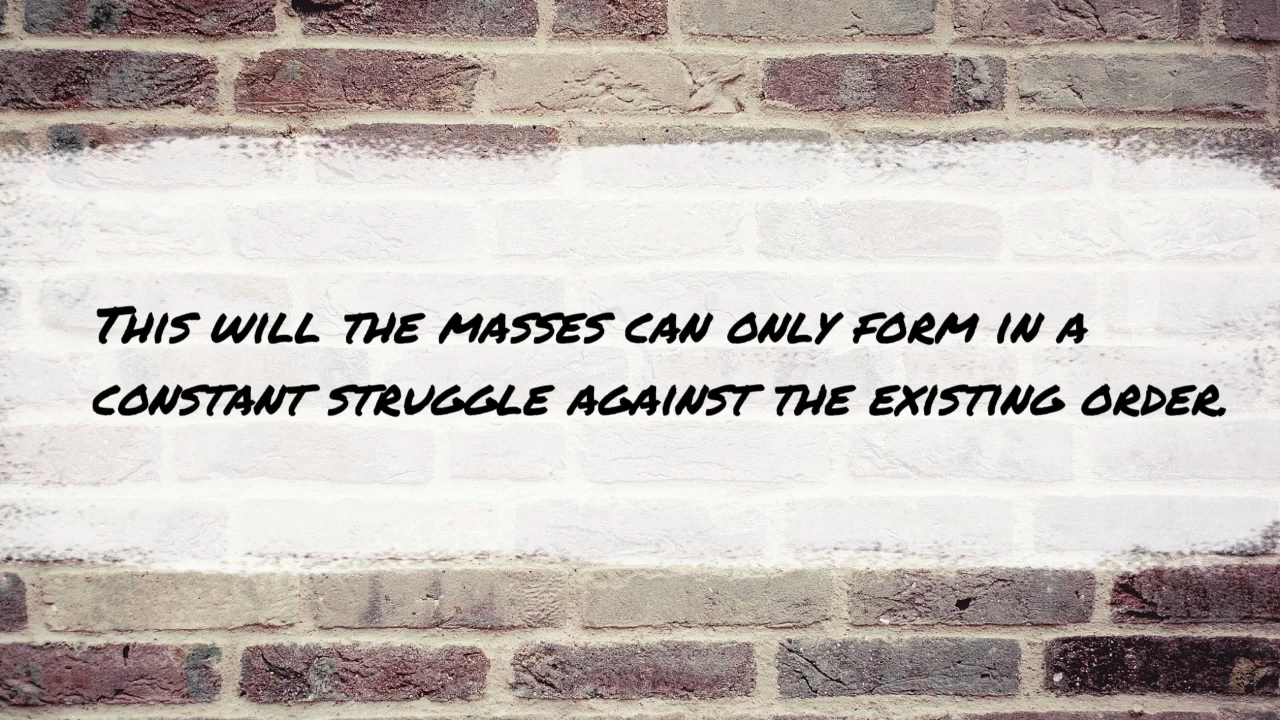 This will the masses can only form in a
constant struggle against the existing order.